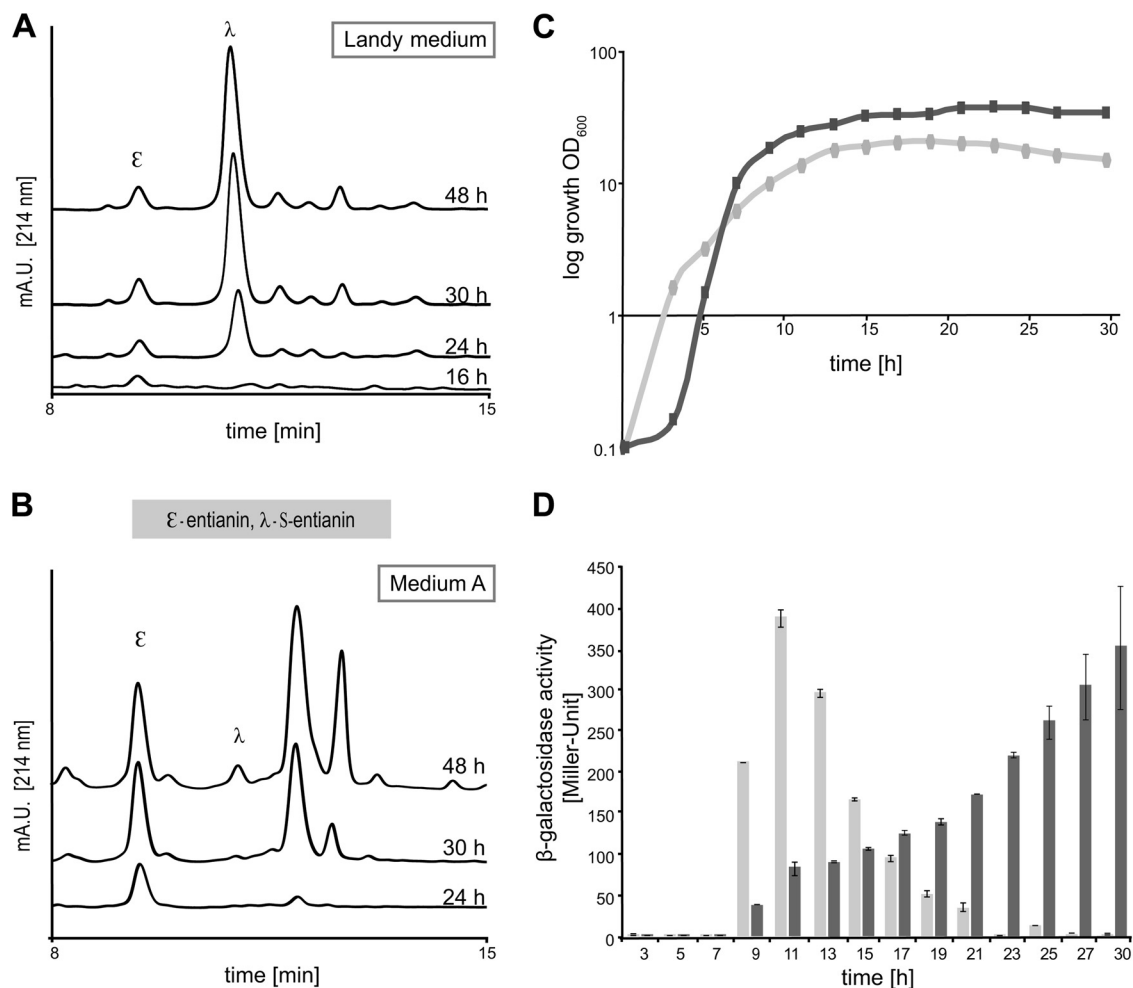 A
λ
Landy medium
ε
mA.U. [214 nm]
48 h
30 h
24 h
16 h
8
15
time [min]
B
ε-entianin, λ-S-entianin
Medium A
ε
λ
mA.U. [214 nm]
48 h
30 h
24 h
8
15
time [min]
C
log growth OD600
100
10
1
0.1
5 10 15 20 25 30
time [h]
D
β-galactosidase activity
[Miller-Unit]
450
400
350
300
250
200
150
100
50
0
3 5 7 9 11 13 15 17 19 21 23 25 27 30
time [h]